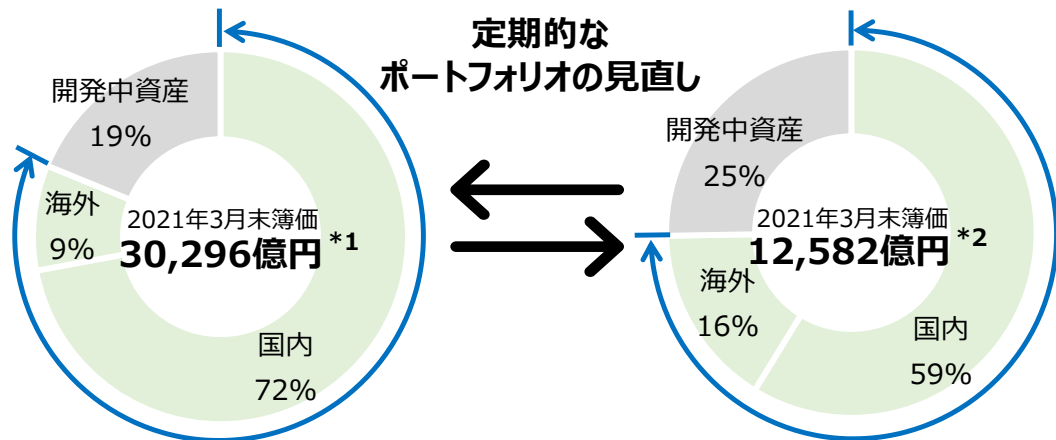 定期的な
ポートフォリオの見直し
開発中資産
19%
海外
9%
2021年3月末簿価
30,296億円 *1
国内
72%
開発中資産
25%
2021年3月末簿価
12,582億円 *2
海外
16%
国内
59%